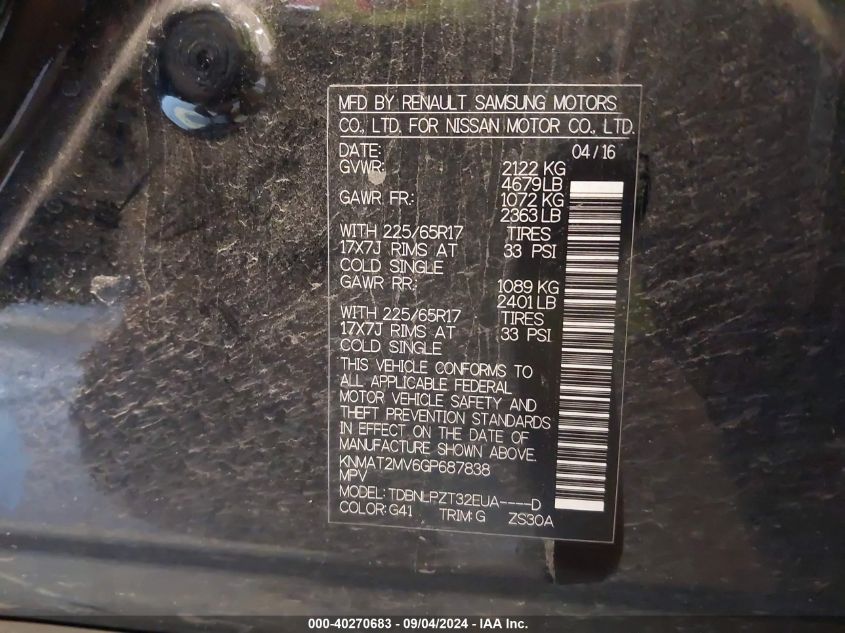 MFD BY RENAULT SAMSUNG MOTORS
CO., LTD. FOR NISSAN MOTOR CO., LTD.
DATE: 04/16
GVWR: 2122 KG
4679 LB
GAWR FR.: 1072 KG
2363 LB
WITH 225/65R17 TIRES
17X7J RIMS AT 33 PSI
COLD SINGLE
GAWR RR.: 1089 KG
2401 LB
WITH 225/65R17 TIRES
17X7J RIMS AT 33 PSI
COLD SINGLE
THIS VEHICLE CONFORMS TO
ALL APPLICABLE FEDERAL
MOTOR VEHICLE SAFETY AND
THEFT PREVENTION STANDARDS
IN EFFECT ON THE DATE OF
MANUFACTURE SHOWN ABOVE.
KNMAT2MV6GP687838
MPV
MODEL: TDBNLPZT32EUA----D
COLOR: G41 TRIM: G ZS30A
000-40270683 - 09/04/2024 - IAA Inc.